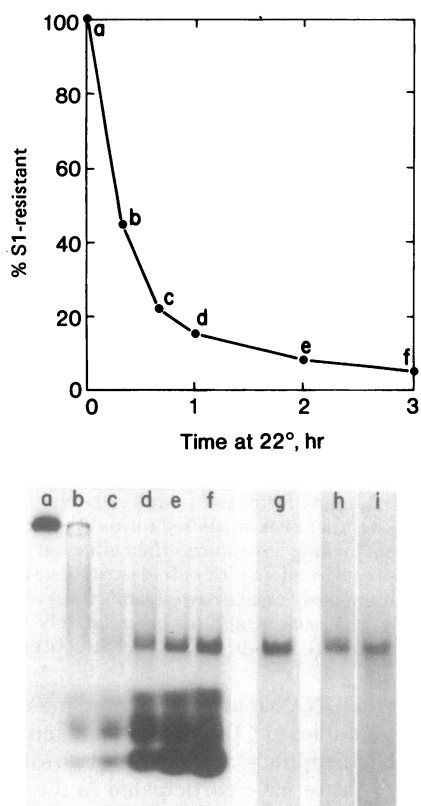 100
a
80
60
% S1-resistant
b
40
c
20
d
e
f
0
0 1 2 3
Time at 22°, hr
a b c d e f g h i